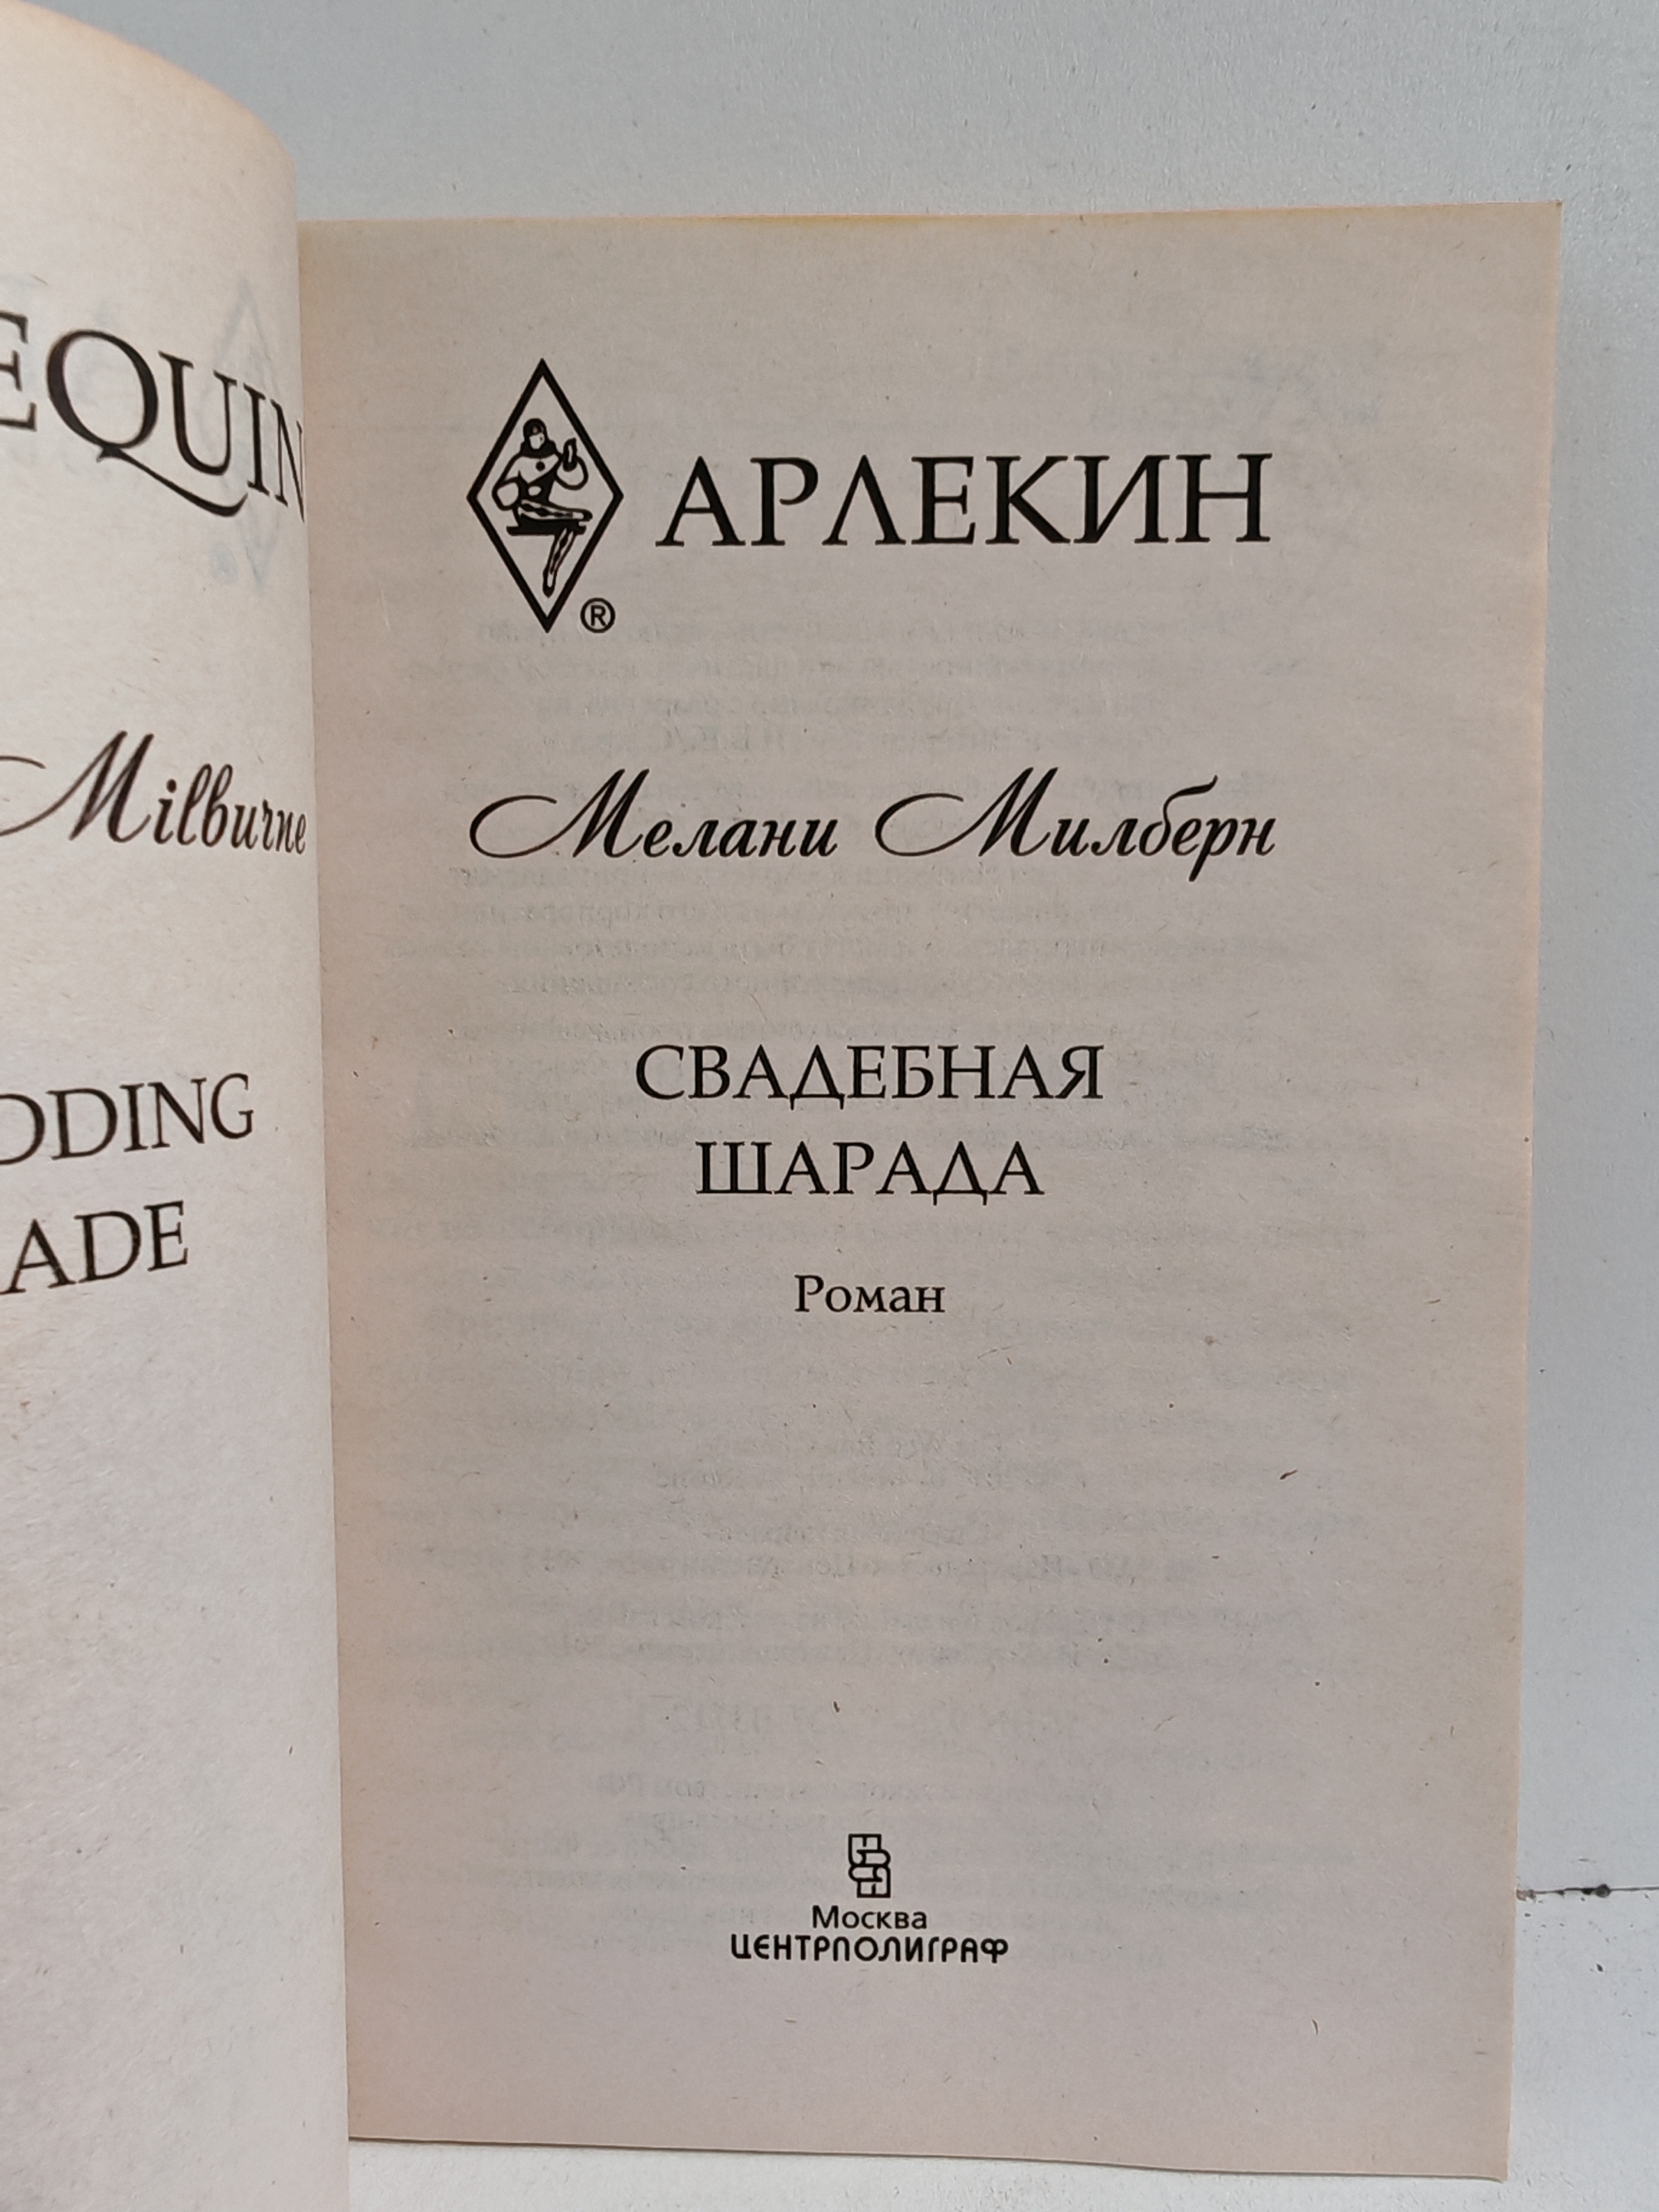 EQUIN
Milburne
DDING
ADE
АРЛЕКИН
®
Мелани Милберн
СВАДЕБНАЯ
ШАРАДА
Роман
Москва
ЦЕНТРПОЛИГРАФ